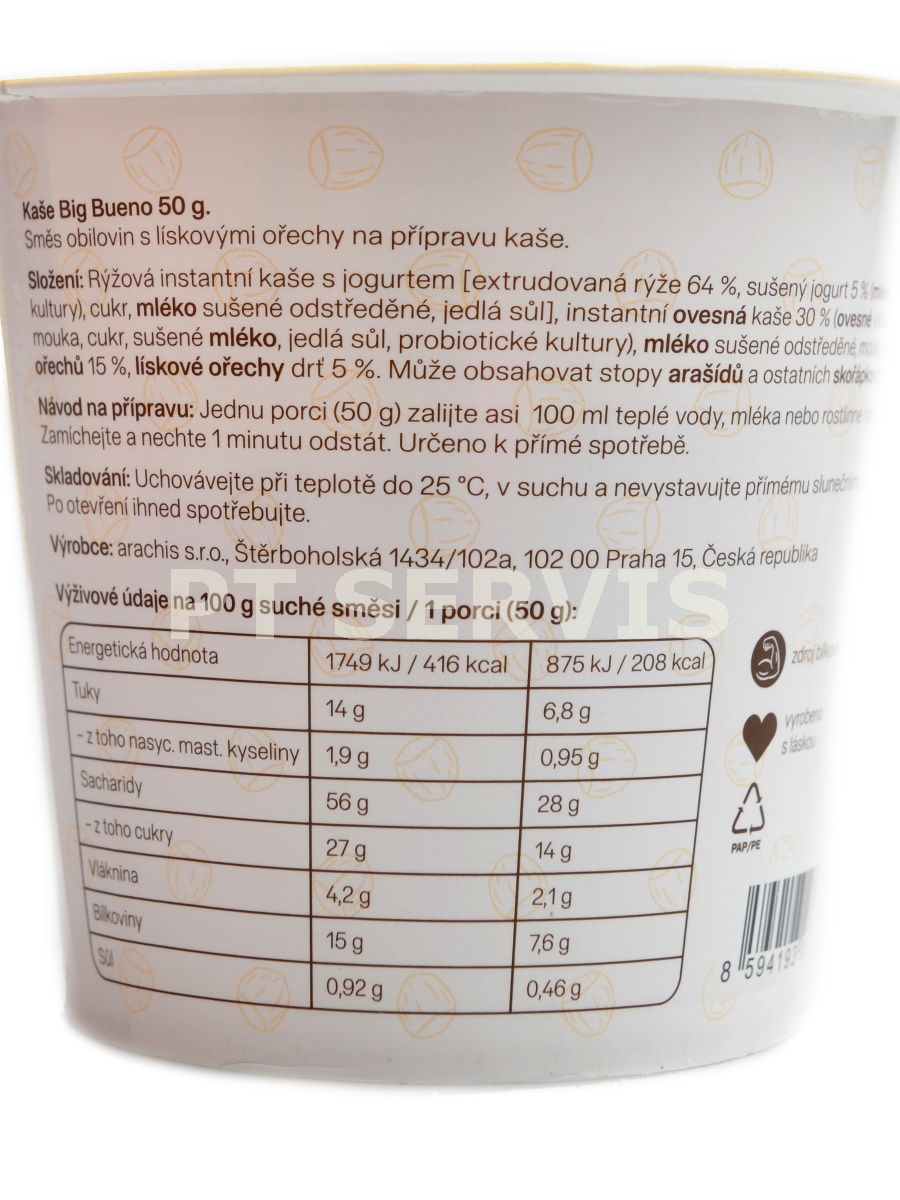 Kaše Big Bueno 50 g.
Směs obilovin s lískovými ořechy na přípravu kaše.
Složení: Rýžová instantní kaše s jogurtem [extrudovaná rýže 64 %, sušený jogurt 5 %
kultury), cukr, mléko sušené odstředěné, jedlá sůl], instantní ovesná kaše 30 % (ovesné
mouka, cukr, sušené mléko, jedlá sůl, probiotické kultury), mléko sušené odstředěné,
ořechů 15 %, lískové ořechy drť 5 %. Může obsahovat stopy arašídů a ostatních
Návod na přípravu: Jednu porci (50 g) zalijte asi 100 ml teplé vody, mléka nebo
Zamíchejte a nechte 1 minutu odstát. Určeno k přímé spotřebě.
Skladování: Uchovávejte při teplotě do 25 °C, v suchu a nevystavujte přímému
Po otevření ihned spotřebujte.
Výrobce: arachis s.r.o., Štěrboholská 1434/102a, 102 00 Praha 15, Česká republika
PT SERVIS
Výživové údaje na 100 g suché směsi / 1 porci (50 g):
Energetická hodnota 1749 kJ / 416 kcal 875 kJ / 208 kcal
Tuky 14 g 6,8 g
- z toho nasyc. mast. kyseliny 1,9 g 0,95 g
Sacharidy 56 g 28 g
- z toho cukry 27 g 14 g
Vláknina 4,2 g 2,1 g
Bílkoviny 15 g 7,6 g
Sůl 0,92 g 0,46 g
zdroj
vyrobeno
s láskou
PAP/PE
8 594193